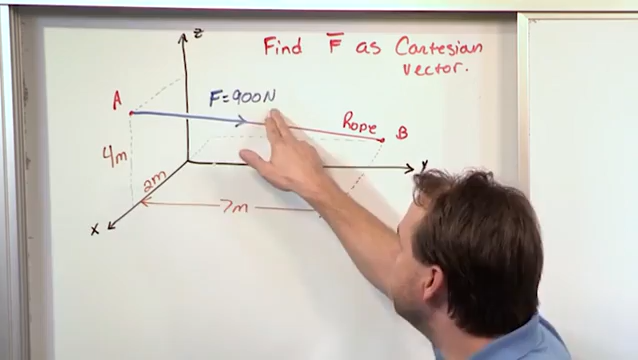 Find F̅ as Cartesian
vector.
z
A
F=900N
Rope
B
4m
2m
y
7m
x